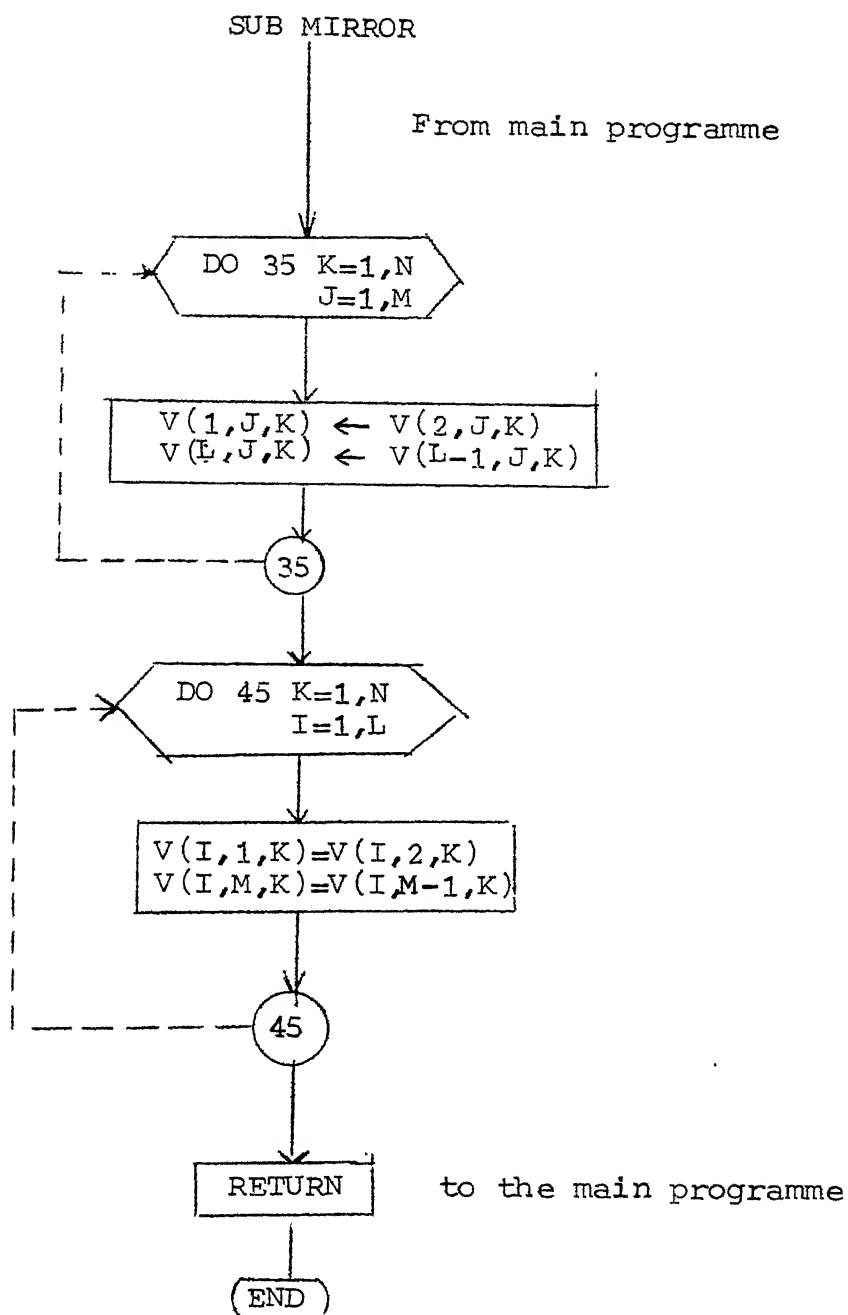 SUB MIRROR
From main programme
DO 35 K=1,N
J=1,M
V(1,J,K) ← V(2,J,K)
V(L,J,K) ← V(L-1,J,K)
35
DO 45 K=1,N
I=1,L
V(I,1,K)=V(I,2,K)
V(I,M,K)=V(I,M-1,K)
45
RETURN
to the main programme
(END)